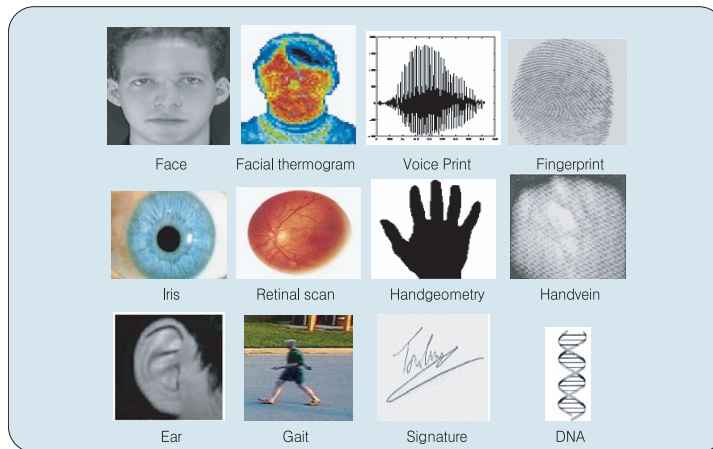 Face Facial thermogram Voice Print Fingerprint
Iris Retinal scan Handgeometry Handvein
Ear Gait Signature DNA